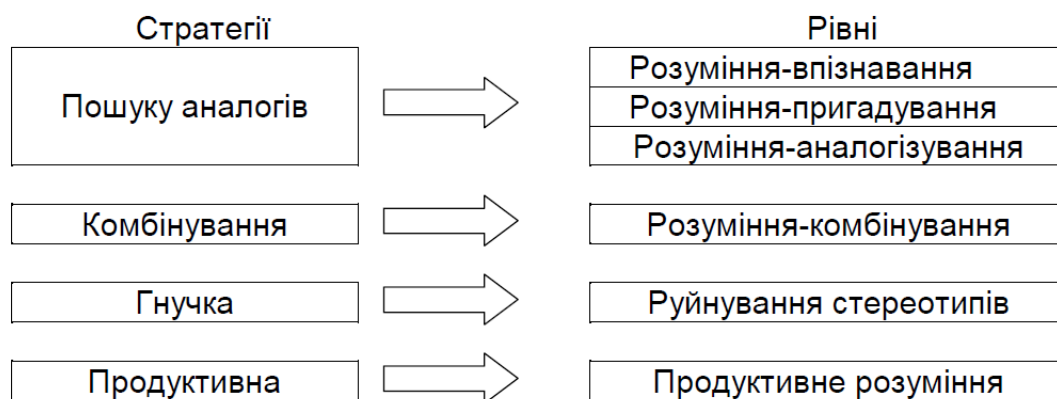 Стратегії
Рівні
Пошуку аналогів
Розуміння-впізнавання
Розуміння-пригадування
Розуміння-аналогізування
Комбінування
Розуміння-комбінування
Гнучка
Руйнування стереотипів
Продуктивна
Продуктивне розуміння